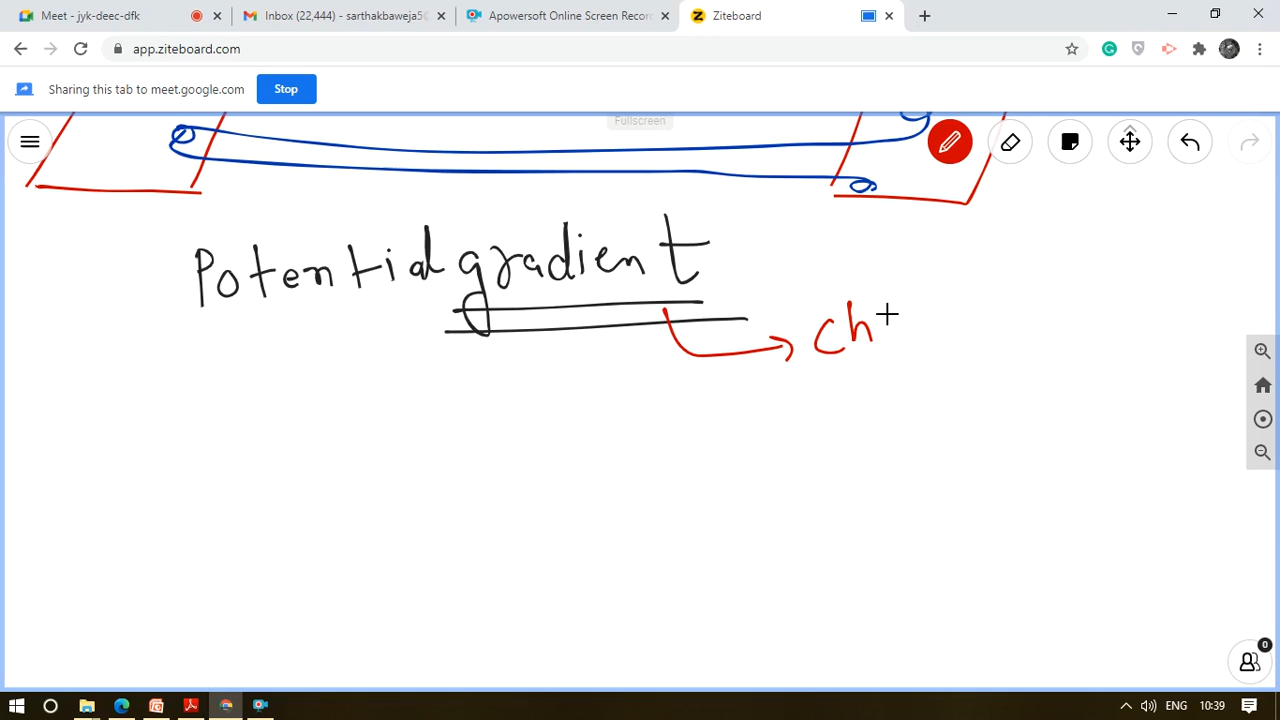 Meet - jyk-deec-dfk
Inbox (22,444) - sarthakbaweja5
Apowersoft Online Screen Recor
Ziteboard
app.ziteboard.com
Sharing this tab to meet.google.com
Stop
Fullscreen
Potential gradient
ch
0
ENG
10:39